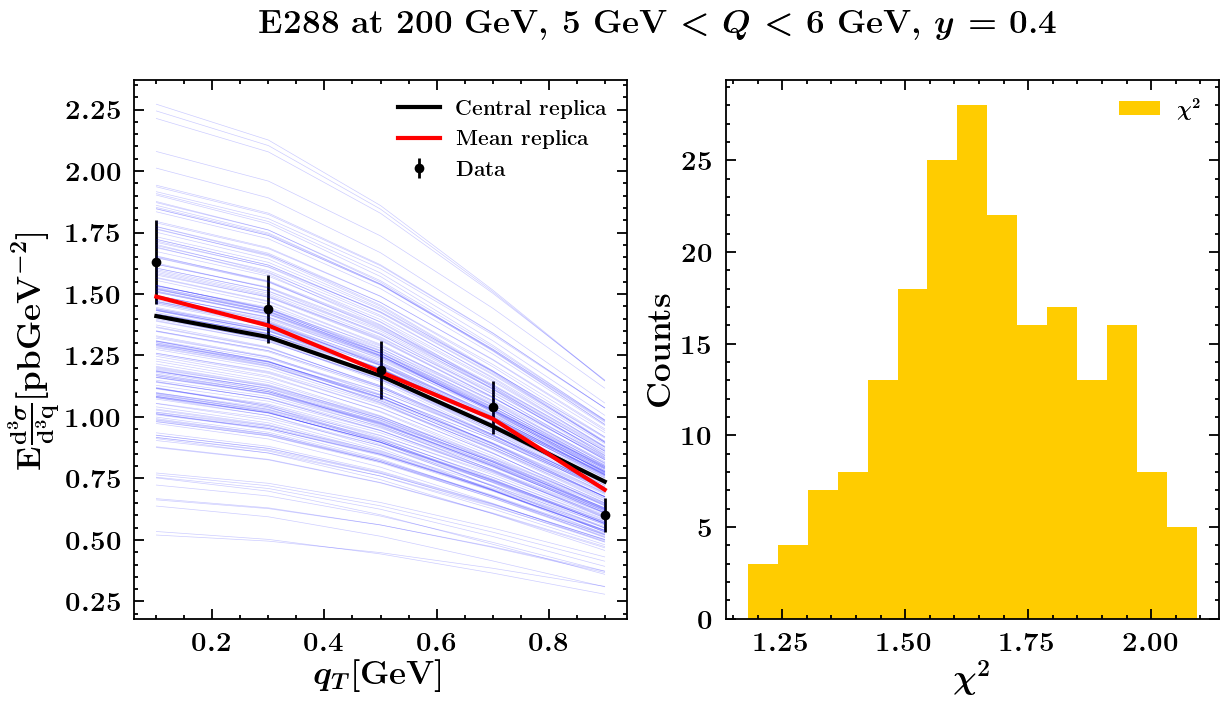 E288 at 200 GeV, 5 GeV < Q < 6 GeV, y = 0.4
Central replica
Mean replica
Data
2.25
2.00
1.75
1.50
1.25
1.00
0.75
0.50
0.25
E d³σ/d³q [pbGeV⁻²]
0.2 0.4 0.6 0.8
q_T[GeV]
χ²
25
20
15
10
5
0
Counts
1.25 1.50 1.75 2.00
χ²